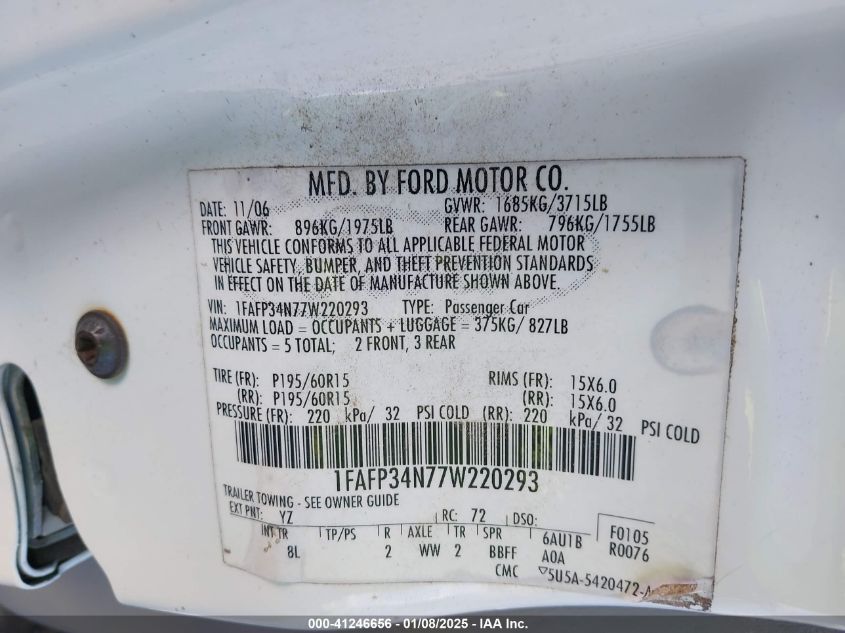 MFD. BY FORD MOTOR CO.
DATE: 11/06 GVWR: 1685KG/3715LB
FRONT GAWR: 896KG/1975LB REAR GAWR: 796KG/1755LB
THIS VEHICLE CONFORMS TO ALL APPLICABLE FEDERAL MOTOR
VEHICLE SAFETY, BUMPER, AND THEFT PREVENTION STANDARDS
IN EFFECT ON THE DATE OF MANUFACTURE SHOWN ABOVE.
VIN: 1FAFP34N77W220293 TYPE: PASSENGER CAR
MAXIMUM LOAD = OCCUPANTS + LUGGAGE = 375KG/ 827LB
OCCUPANTS = 5 TOTAL; 2 FRONT, 3 REAR
TIRE (FR): P195/60R15 RIMS (FR): 15X6.0
(RR): P195/60R15 (RR): 15X6.0
PRESSURE (FR): 220 kPa/ 32 PSI COLD (RR): 220 kPa/ 32 PSI COLD
1FAFP34N77W220293
TRAILER TOWING - SEE OWNER GUIDE
EXT PNT: YZ RC: 72 DSO: F0105
INT TR TP/PS R AXLE TR SPR 6AU1B R0076
8L 2 WW 2 BBFF A0A
CMC ▽5U5A-5420472-A
000-41246656 - 01/08/2025 - IAA Inc.